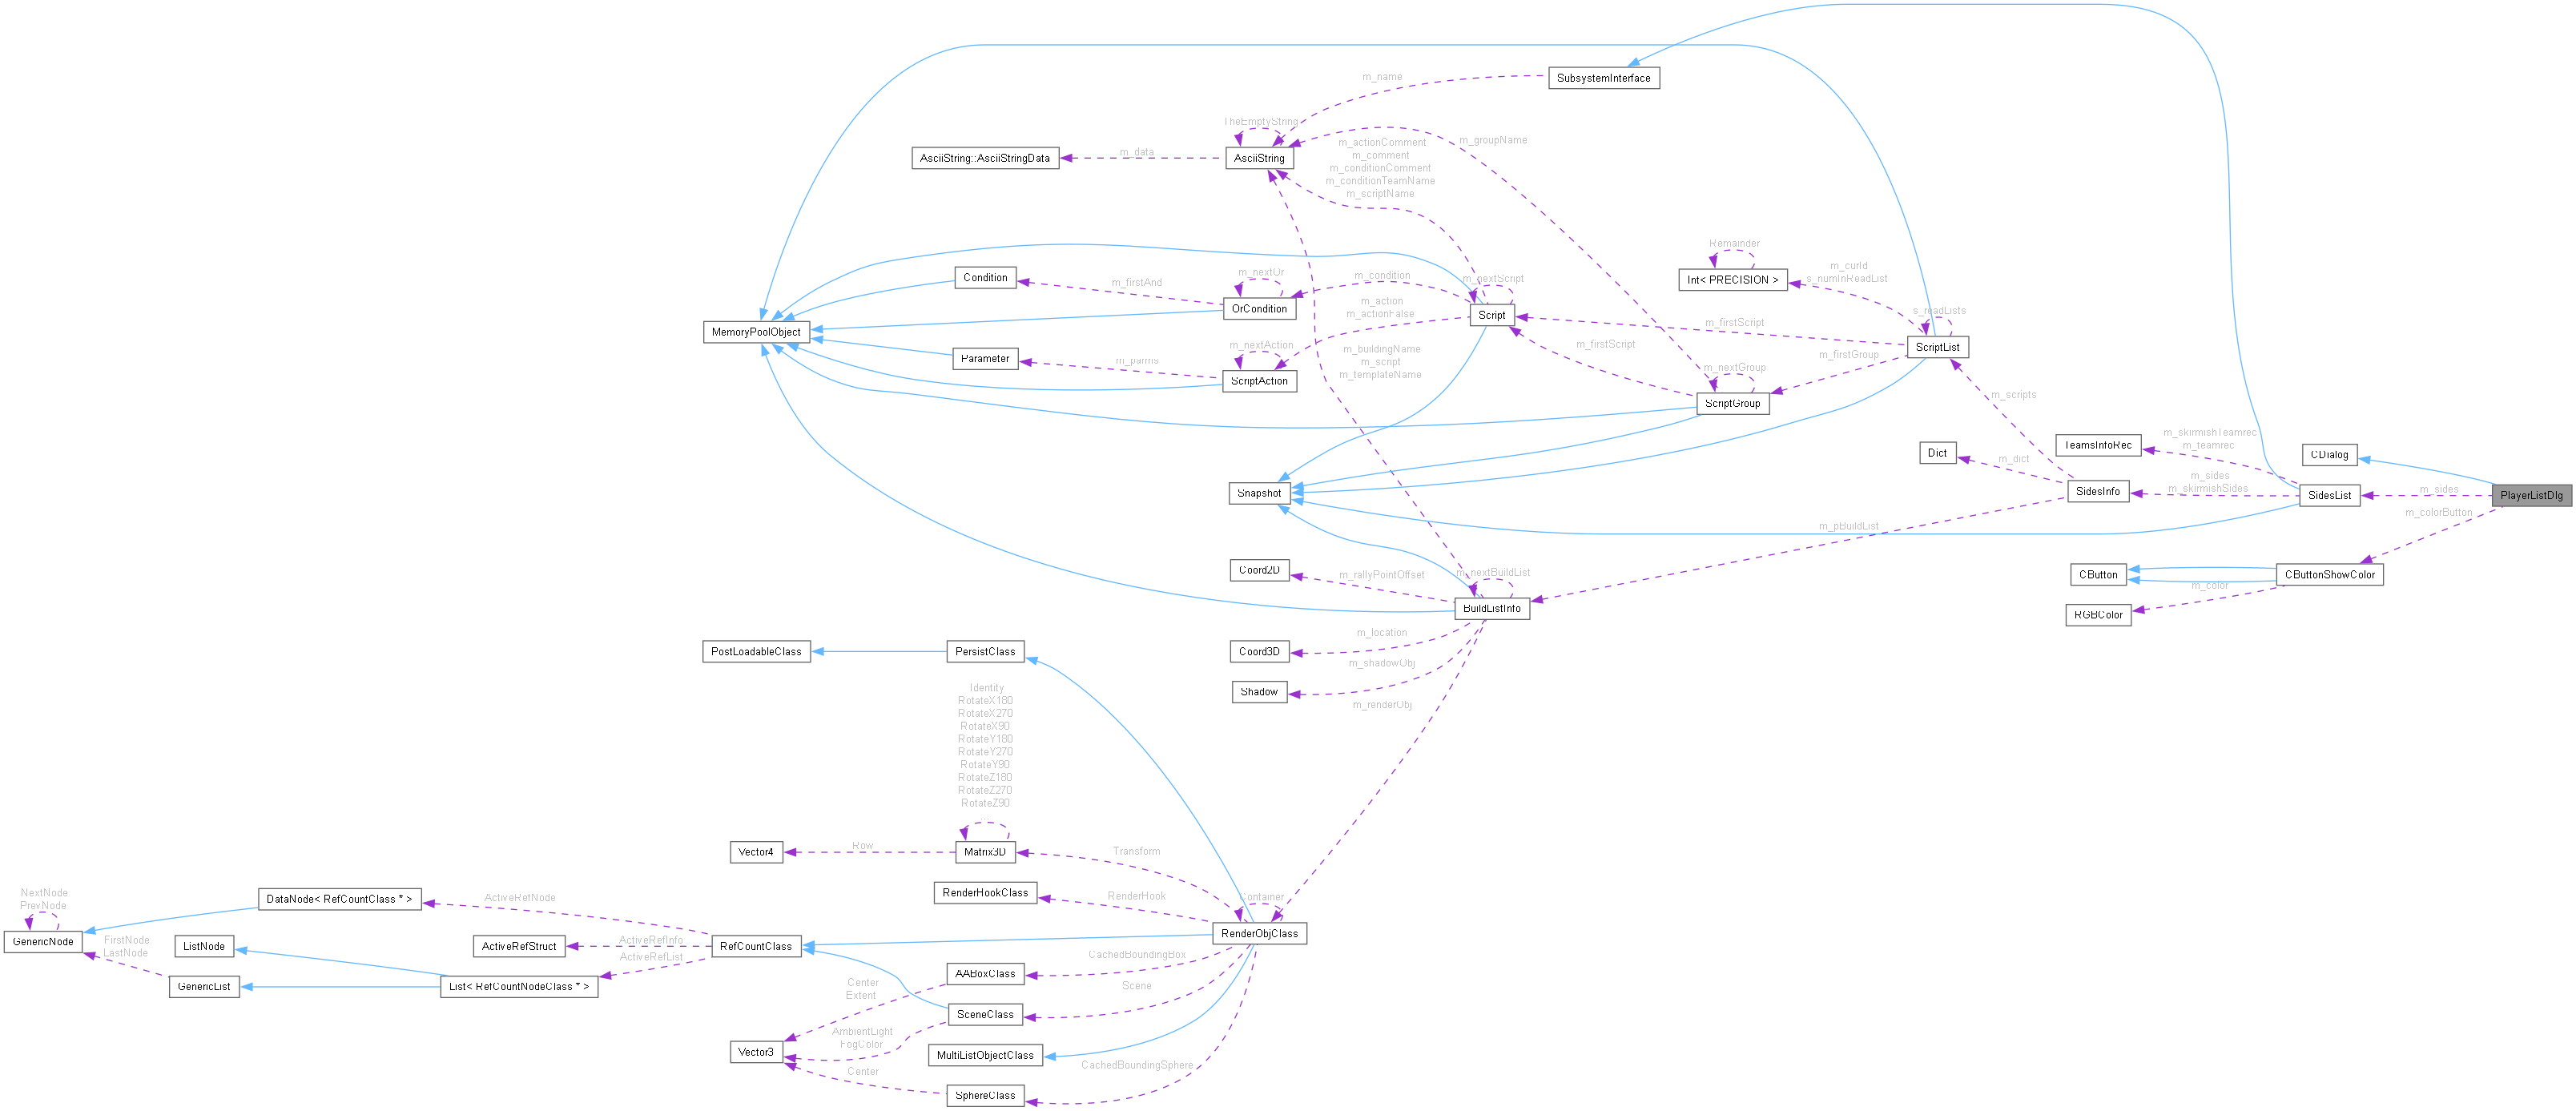 SubsystemInterface
m_name
TheEmptyString
AsciiString::AsciiStringData
m_data
AsciiString
m_groupName
m_actionComment
m_comment
m_conditionComment
m_conditionTeamName
m_scriptName
Remainder
Int< PRECISION >
m_curId
s_numInReadList
Condition
m_firstAnd
m_nextOr
OrCondition
m_condition
m_nextScript
Script
m_action
m_actionFalse
MemoryPoolObject
Parameter
m_parms
m_nextAction
ScriptAction
m_buildingName
m_script
m_templateName
m_firstScript
m_firstScript
m_nextGroup
ScriptGroup
m_firstGroup
s_readLists
ScriptList
m_scripts
Dict
m_dict
TeamsInfoRec
m_skirmishTeamrec
m_teamrec
CDialog
Snapshot
SidesInfo
m_sides
m_skirmishSides
SidesList
m_sides
PlayerListDlg
m_pBuildList
m_colorButton
Coord2D
m_rallyPointOffset
m_nextBuildList
BuildListInfo
CButton
CButtonShowColor
m_color
RGBColor
Coord3D
m_location
Shadow
m_shadowObj
m_renderObj
PostLoadableClass
PersistClass
Identity
RotateX180
RotateX270
RotateX90
RotateY180
RotateY270
RotateY90
RotateZ180
RotateZ270
RotateZ90
Vector4
Row
Matrix3D
Transform
RenderHookClass
RenderHook
Container
RenderObjClass
NextNode
PrevNode
GenericNode
DataNode< RefCountClass * >
ActiveRefNode
FirstNode
LastNode
ListNode
ActiveRefStruct
ActiveRefInfo
RefCountClass
GenericList
List< RefCountNodeClass * >
ActiveRefList
AABoxClass
CachedBoundingBox
Center
Extent
SceneClass
Scene
AmbientLight
FogColor
Vector3
MultiListObjectClass
Center
SphereClass
CachedBoundingSphere